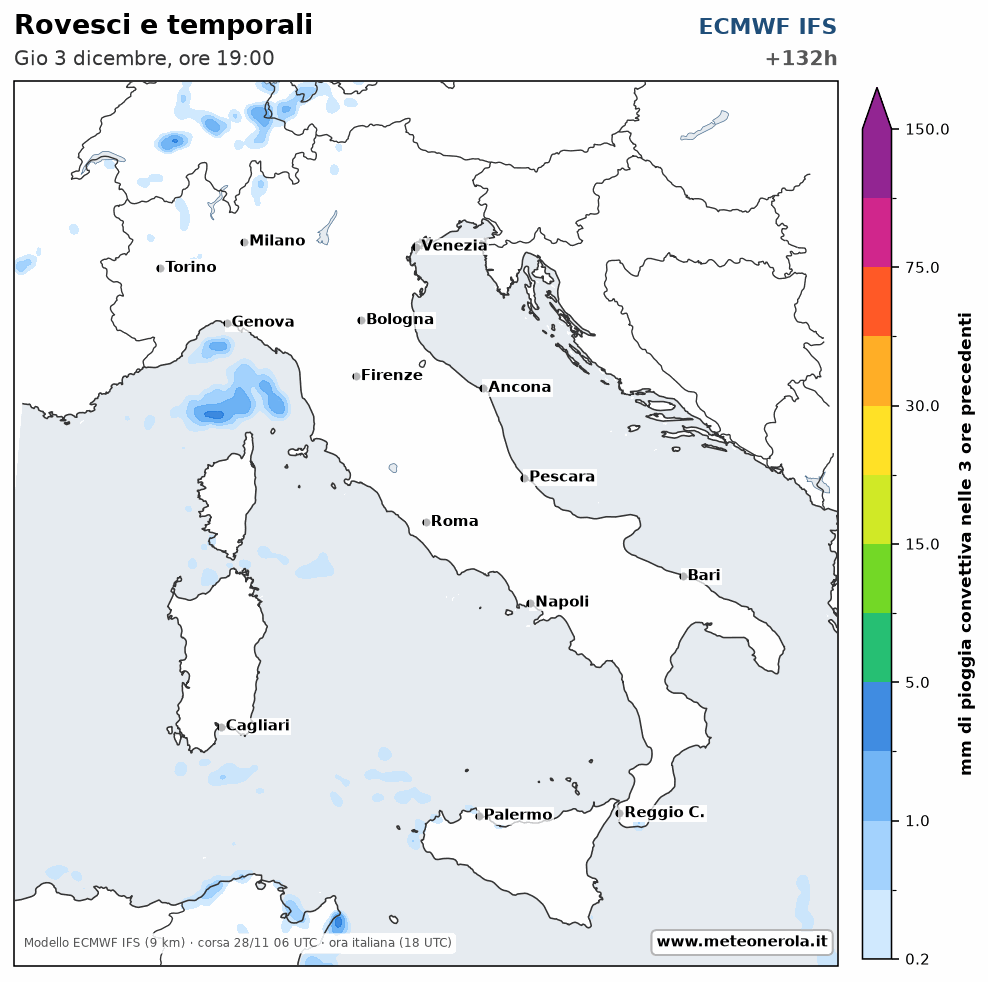 Rovesci e temporali
ECMWF IFS
Gio 3 dicembre, ore 19:00
+132h
150.0
75.0
30.0
15.0
5.0
1.0
0.2
mm di pioggia convettiva nelle 3 ore precedenti
Milano
Venezia
Torino
Genova
Bologna
Firenze
Ancona
Pescara
Roma
Bari
Napoli
Cagliari
Palermo
Reggio C.
Modello ECMWF IFS (9 km) · corsa 28/11 06 UTC · ora italiana (18 UTC)
www.meteonerola.it